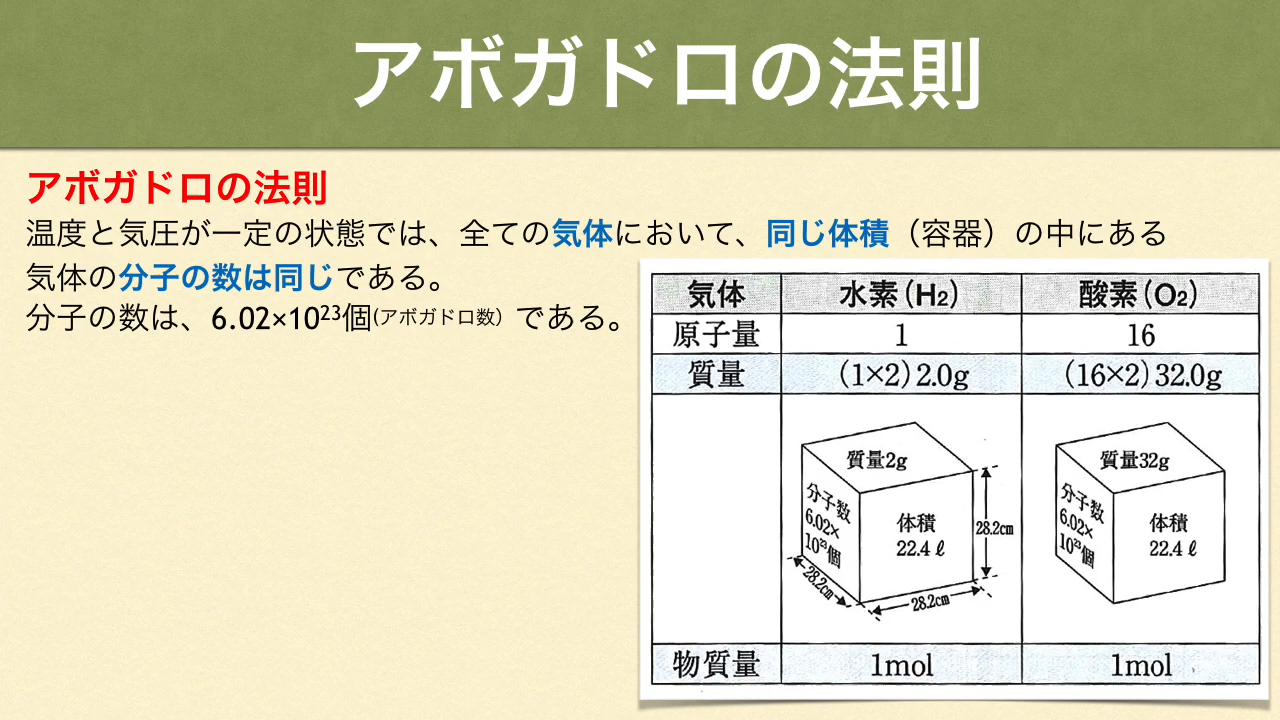 アボガドロの法則
アボガドロの法則
温度と気圧が一定の状態では、全ての気体において、同じ体積（容器）の中にある
気体の分子の数は同じである。
分子の数は、6.02×10²³個(アボガドロ数）である。
気体 水素(H₂) 酸素(O₂)
原子量 1 16
質量 (1×2)2.0g (16×2)32.0g
質量2g
分子数
6.02×
10²³個
体積
22.4ℓ
28.2cm
28.2cm
28.2cm
質量32g
分子数
6.02×
10²³個
体積
22.4ℓ
物質量 1mol 1mol